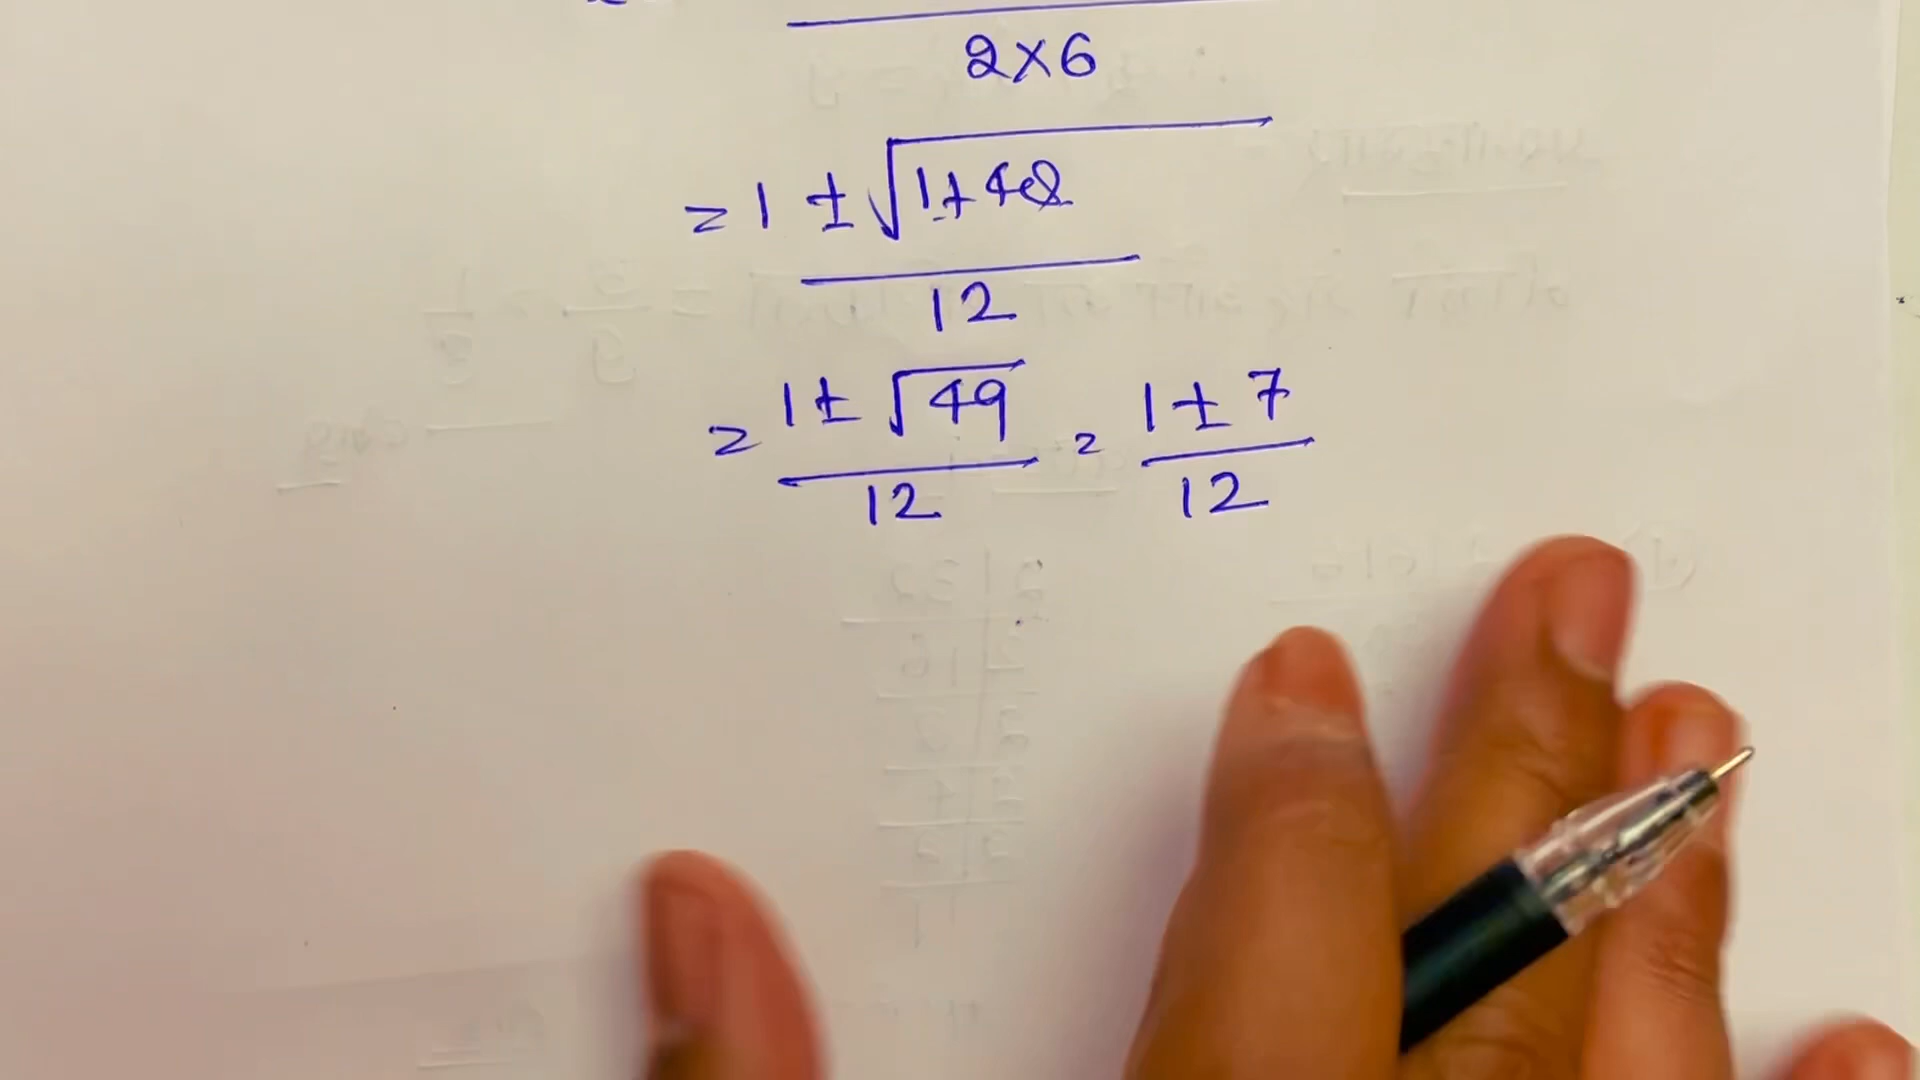 2×6
= 1 ± √1+48
12
= 1± √49 = 1±7
12 12